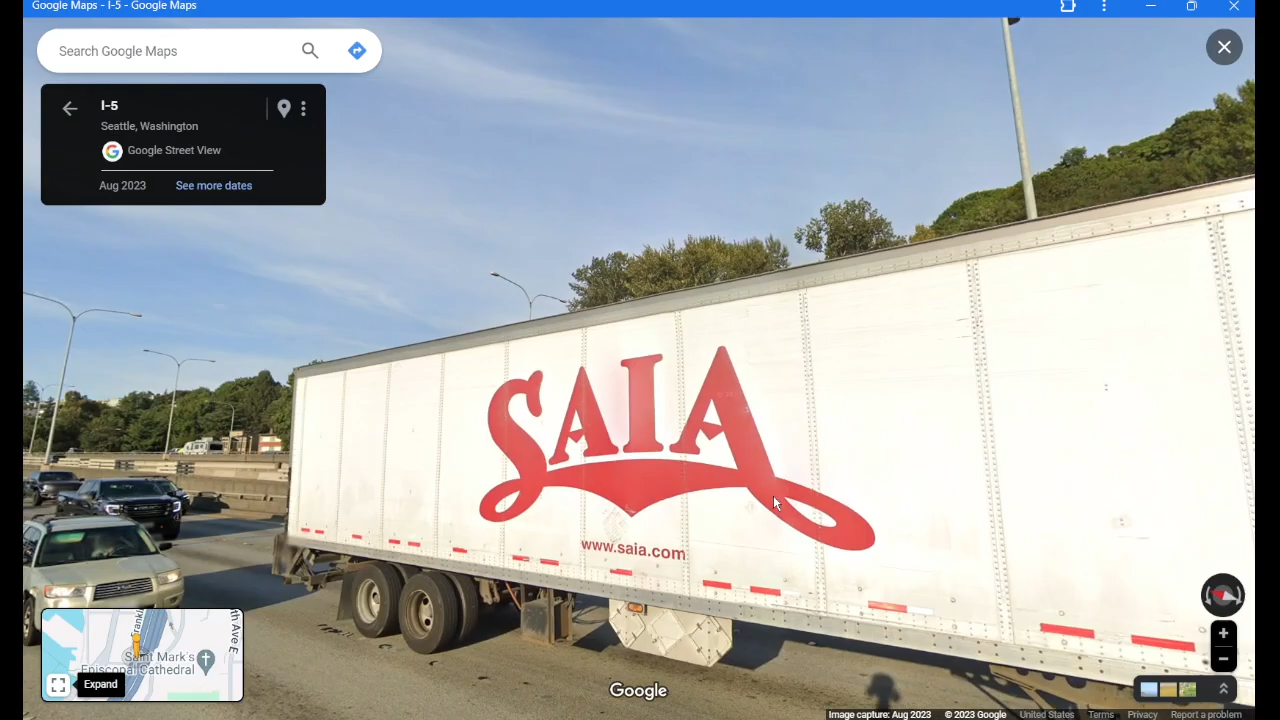 Google Maps - I-5 - Google Maps
Search Google Maps
I-5
Seattle, Washington
Google Street View
Aug 2023 See more dates
SAIA
www.saia.com
Saint Mark's
Episcopal Cathedral
th Ave E
Expand
Google
Image capture: Aug 2023 © 2023 Google United States Terms Privacy Report a problem